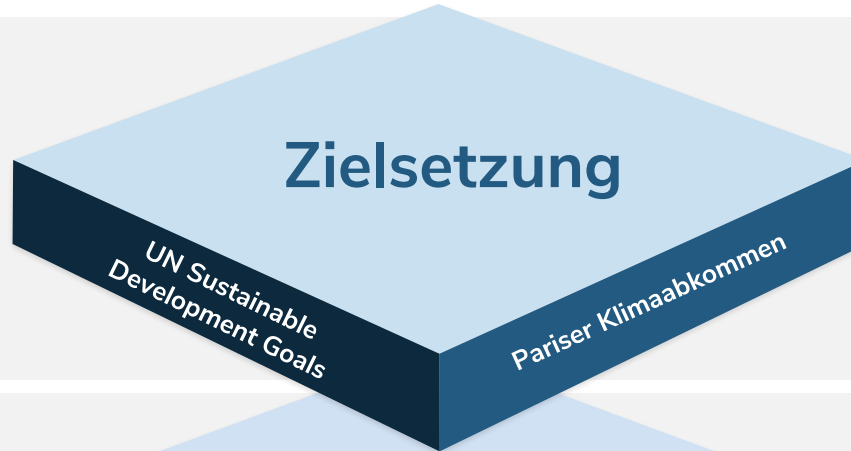 Zielsetzung
UN Sustainable
Development Goals
Pariser Klimaabkommen